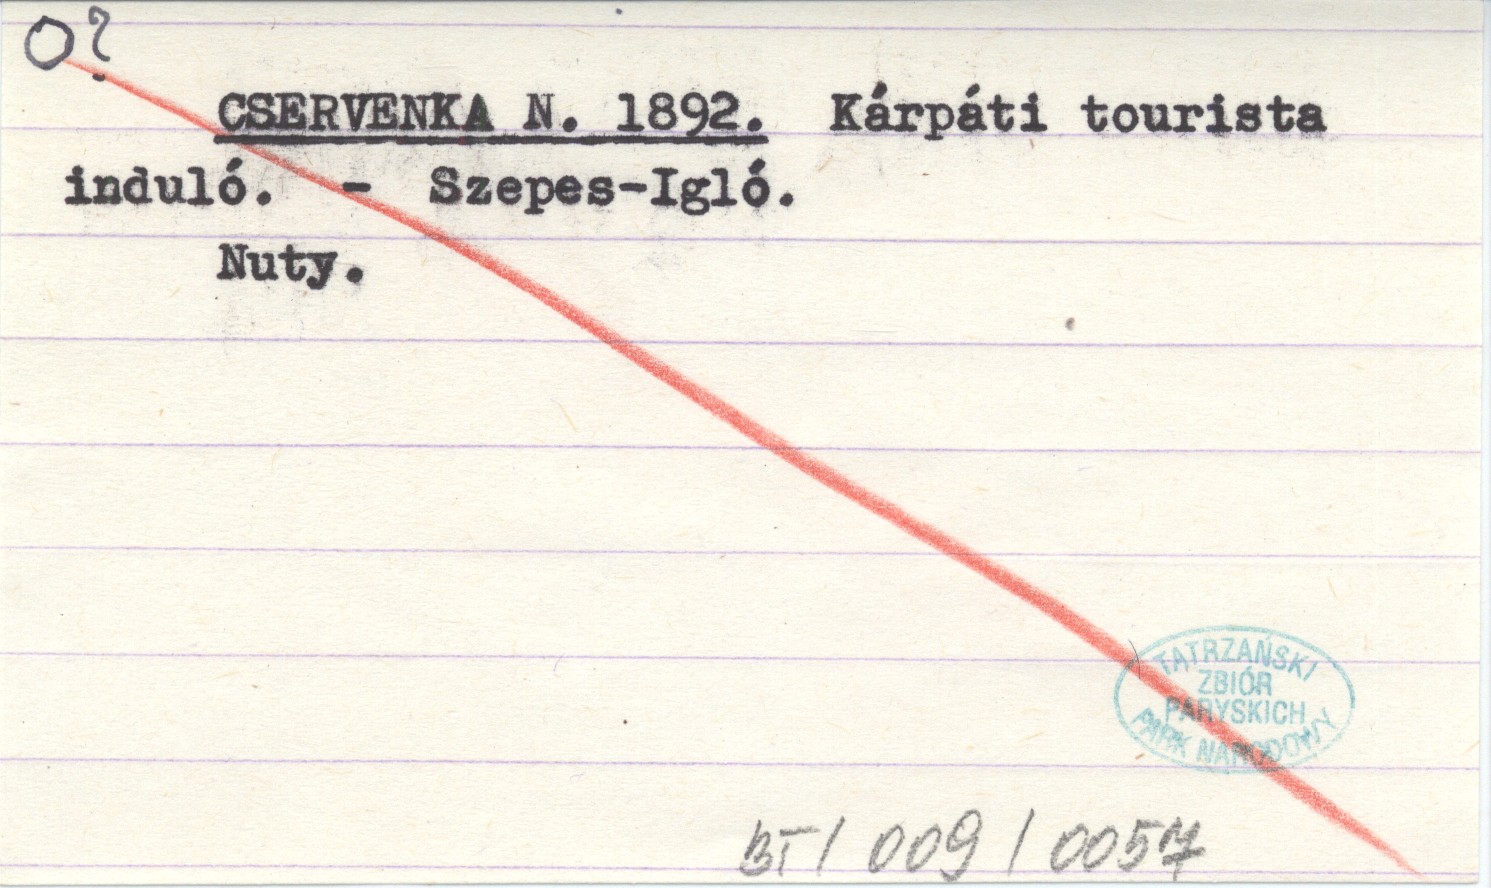 O?
CSERVENKA N. 1892. Kárpáti tourista
induló. - Szepes-Igló.
Nuty.
TATRZAŃSKI
ZBIÓR
PARYSKICH
PARK NARODOWY
BT/ 009 / 0057